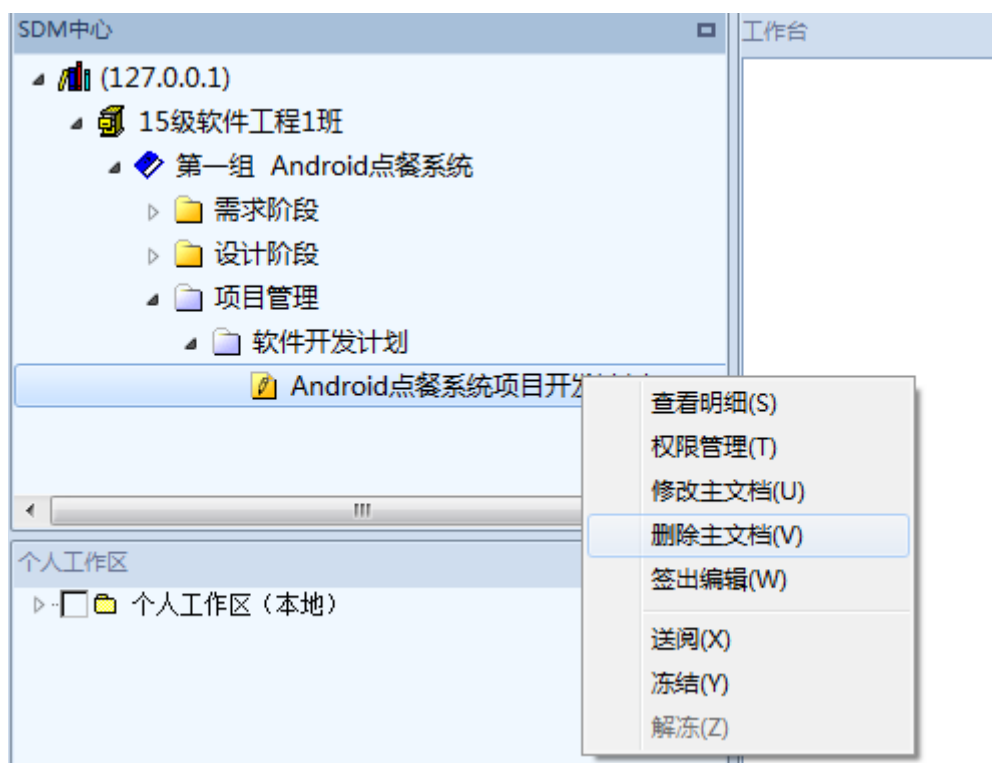 SDM中心
工作台
(127.0.0.1)
15级软件工程1班
第一组 Android点餐系统
需求阶段
设计阶段
项目管理
软件开发计划
Android点餐系统项目开发
查看明细(S)
权限管理(T)
修改主文档(U)
删除主文档(V)
签出编辑(W)
送阅(X)
冻结(Y)
解冻(Z)
个人工作区
个人工作区（本地）